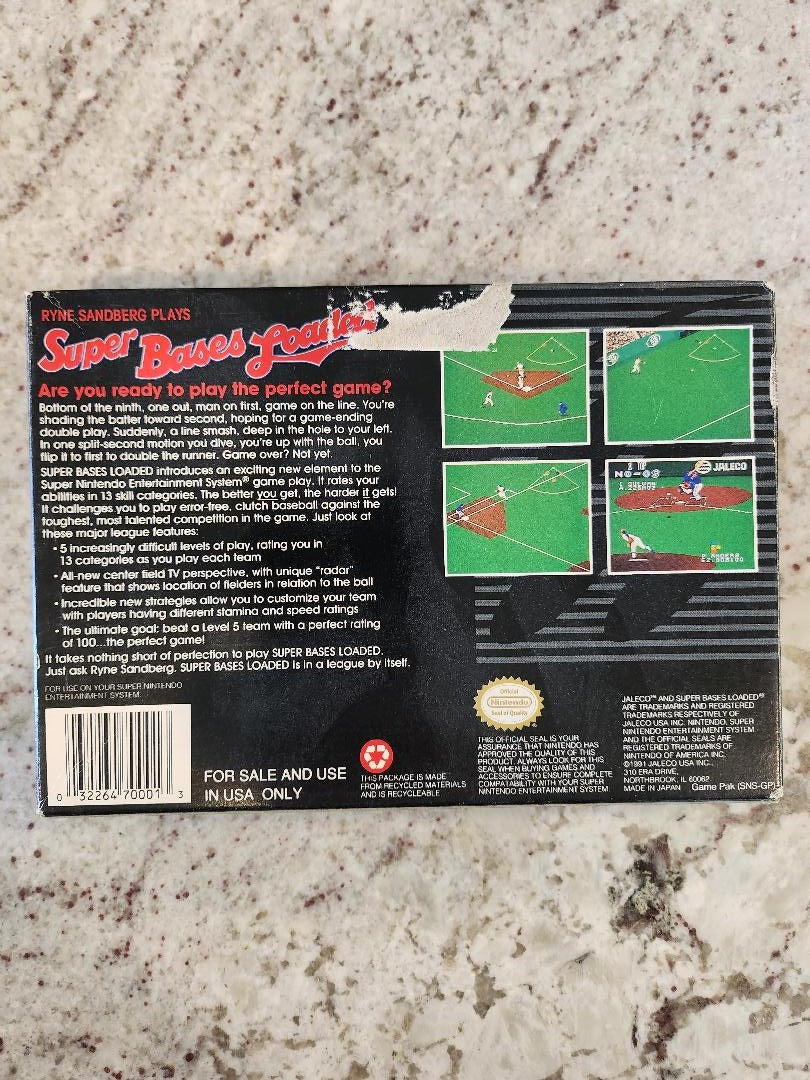 RYNE SANDBERG PLAYS
Super Bases Loaded
Are you ready to play the perfect game?
Bottom of the ninth, one out, man on first, game on the line. You're
shading the batter toward second, hoping for a game-ending
double play. Suddenly, a line smash, deep in the hole to your left.
In one split-second motion you dive, you're up with the ball, you
flip it to first to double the runner. Game over? Not yet.
SUPER BASES LOADED introduces an exciting new element to the
Super Nintendo Entertainment System® game play. It rates your
abilities in 13 skill categories. The better you get, the harder it gets!
It challenges you to play error-free, clutch baseball against the
toughest, most talented competition in the game. Just look at
these major league features:
• 5 increasingly difficult levels of play, rating you in
13 categories as you play each team
• All-new center field TV perspective, with unique "radar"
feature that shows location of fielders in relation to the ball
• Incredible new strategies allow you to customize your team
with players having different stamina and speed ratings
• The ultimate goal: beat a Level 5 team with a perfect rating
of 100...the perfect game!
It takes nothing short of perfection to play SUPER BASES LOADED.
Just ask Ryne Sandberg. SUPER BASES LOADED is in a league by itself.
FOR USE ON YOUR SUPER NINTENDO
ENTERTAINMENT SYSTEM.
0 32264 70001 3
FOR SALE AND USE
IN USA ONLY
THIS PACKAGE IS MADE
FROM RECYCLED MATERIALS
AND IS RECYCLEABLE
JALECO
Official
Nintendo
Seal of Quality
THIS OFFICIAL SEAL IS YOUR
ASSURANCE THAT NINTENDO HAS
APPROVED THE QUALITY OF THIS
PRODUCT. ALWAYS LOOK FOR THIS
SEAL WHEN BUYING GAMES AND
ACCESSORIES TO ENSURE COMPLETE
COMPATABILITY WITH YOUR SUPER
NINTENDO ENTERTAINMENT SYSTEM.
JALECO™ AND SUPER BASES LOADED®
ARE TRADEMARKS AND REGISTERED
TRADEMARKS RESPECTIVELY OF
JALECO USA INC. NINTENDO, SUPER
NINTENDO ENTERTAINMENT SYSTEM
AND THE OFFICIAL SEALS ARE
REGISTERED TRADEMARKS OF
NINTENDO OF AMERICA INC.
©1991 JALECO USA INC.
310 ERA DRIVE,
NORTHBROOK, IL 60062
MADE IN JAPAN Game Pak (SNS-GP)